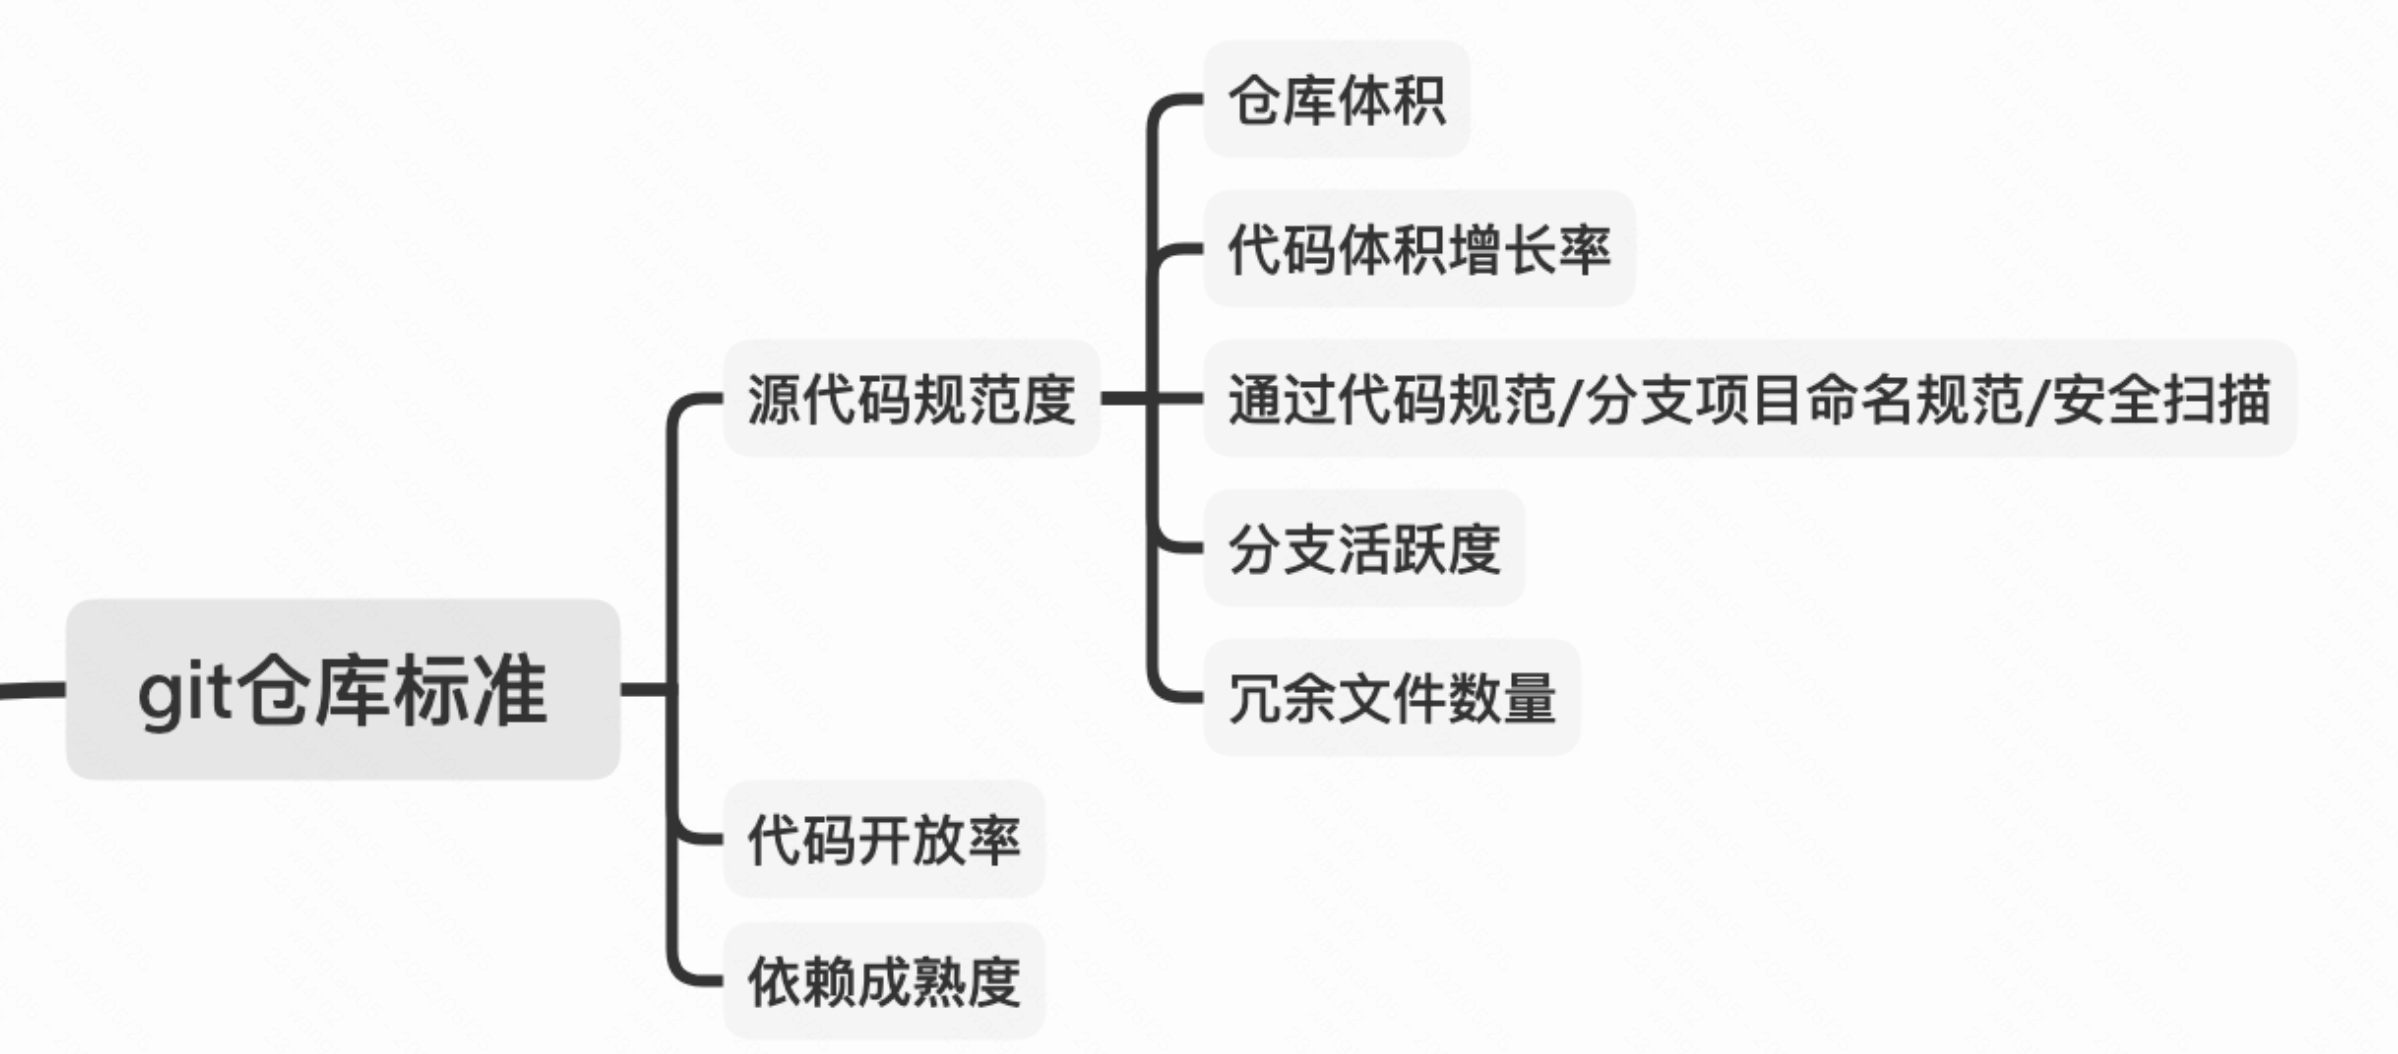 仓库体积
代码体积增长率
源代码规范度
通过代码规范/分支项目命名规范/安全扫描
分支活跃度
git仓库标准
冗余文件数量
代码开放率
依赖成熟度